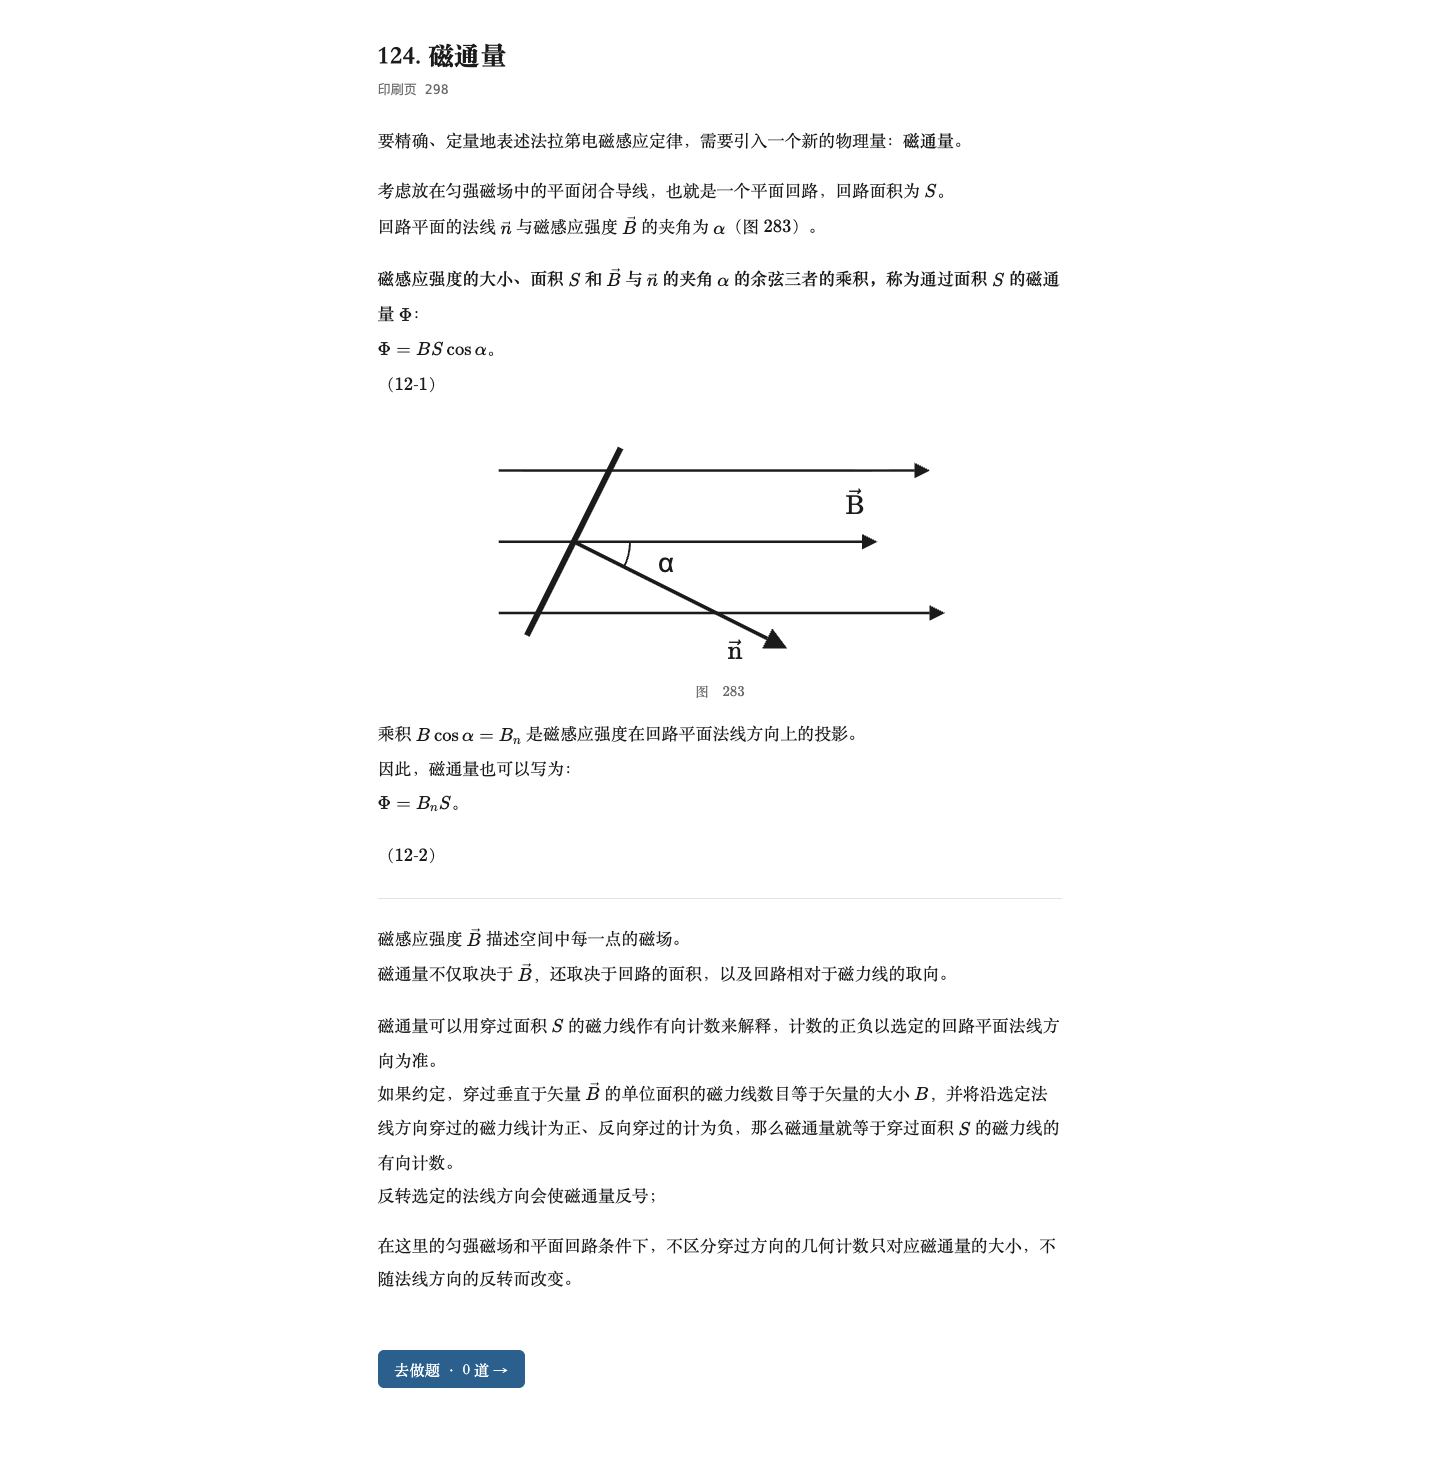 124. 磁通量
印刷页 298
要精确、定量地表述法拉第电磁感应定律，需要引入一个新的物理量：磁通量。
考虑放在匀强磁场中的平面闭合导线，也就是一个平面回路，回路面积为 S。
回路平面的法线 n⃗ 与磁感应强度 B⃗ 的夹角为 α（图 283）。
磁感应强度的大小、面积 S 和 B⃗ 与 n⃗ 的夹角 α 的余弦三者的乘积，称为通过面积 S 的磁通
量 Φ：
Φ = BS cos α。
（12-1）
B⃗
α
n⃗
图 283
乘积 B cos α = Bₙ 是磁感应强度在回路平面法线方向上的投影。
因此，磁通量也可以写为：
Φ = BₙS。
（12-2）
磁感应强度 B⃗ 描述空间中每一点的磁场。
磁通量不仅取决于 B⃗，还取决于回路的面积，以及回路相对于磁力线的取向。
磁通量可以用穿过面积 S 的磁力线作有向计数来解释，计数的正负以选定的回路平面法线方
向为准。
如果约定，穿过垂直于矢量 B⃗ 的单位面积的磁力线数目等于矢量的大小 B，并将沿选定法
线方向穿过的磁力线计为正、反向穿过的计为负，那么磁通量就等于穿过面积 S 的磁力线的
有向计数。
反转选定的法线方向会使磁通量反号；
在这里的匀强磁场和平面回路条件下，不区分穿过方向的几何计数只对应磁通量的大小，不
随法线方向的反转而改变。
去做题 · 0 道 →